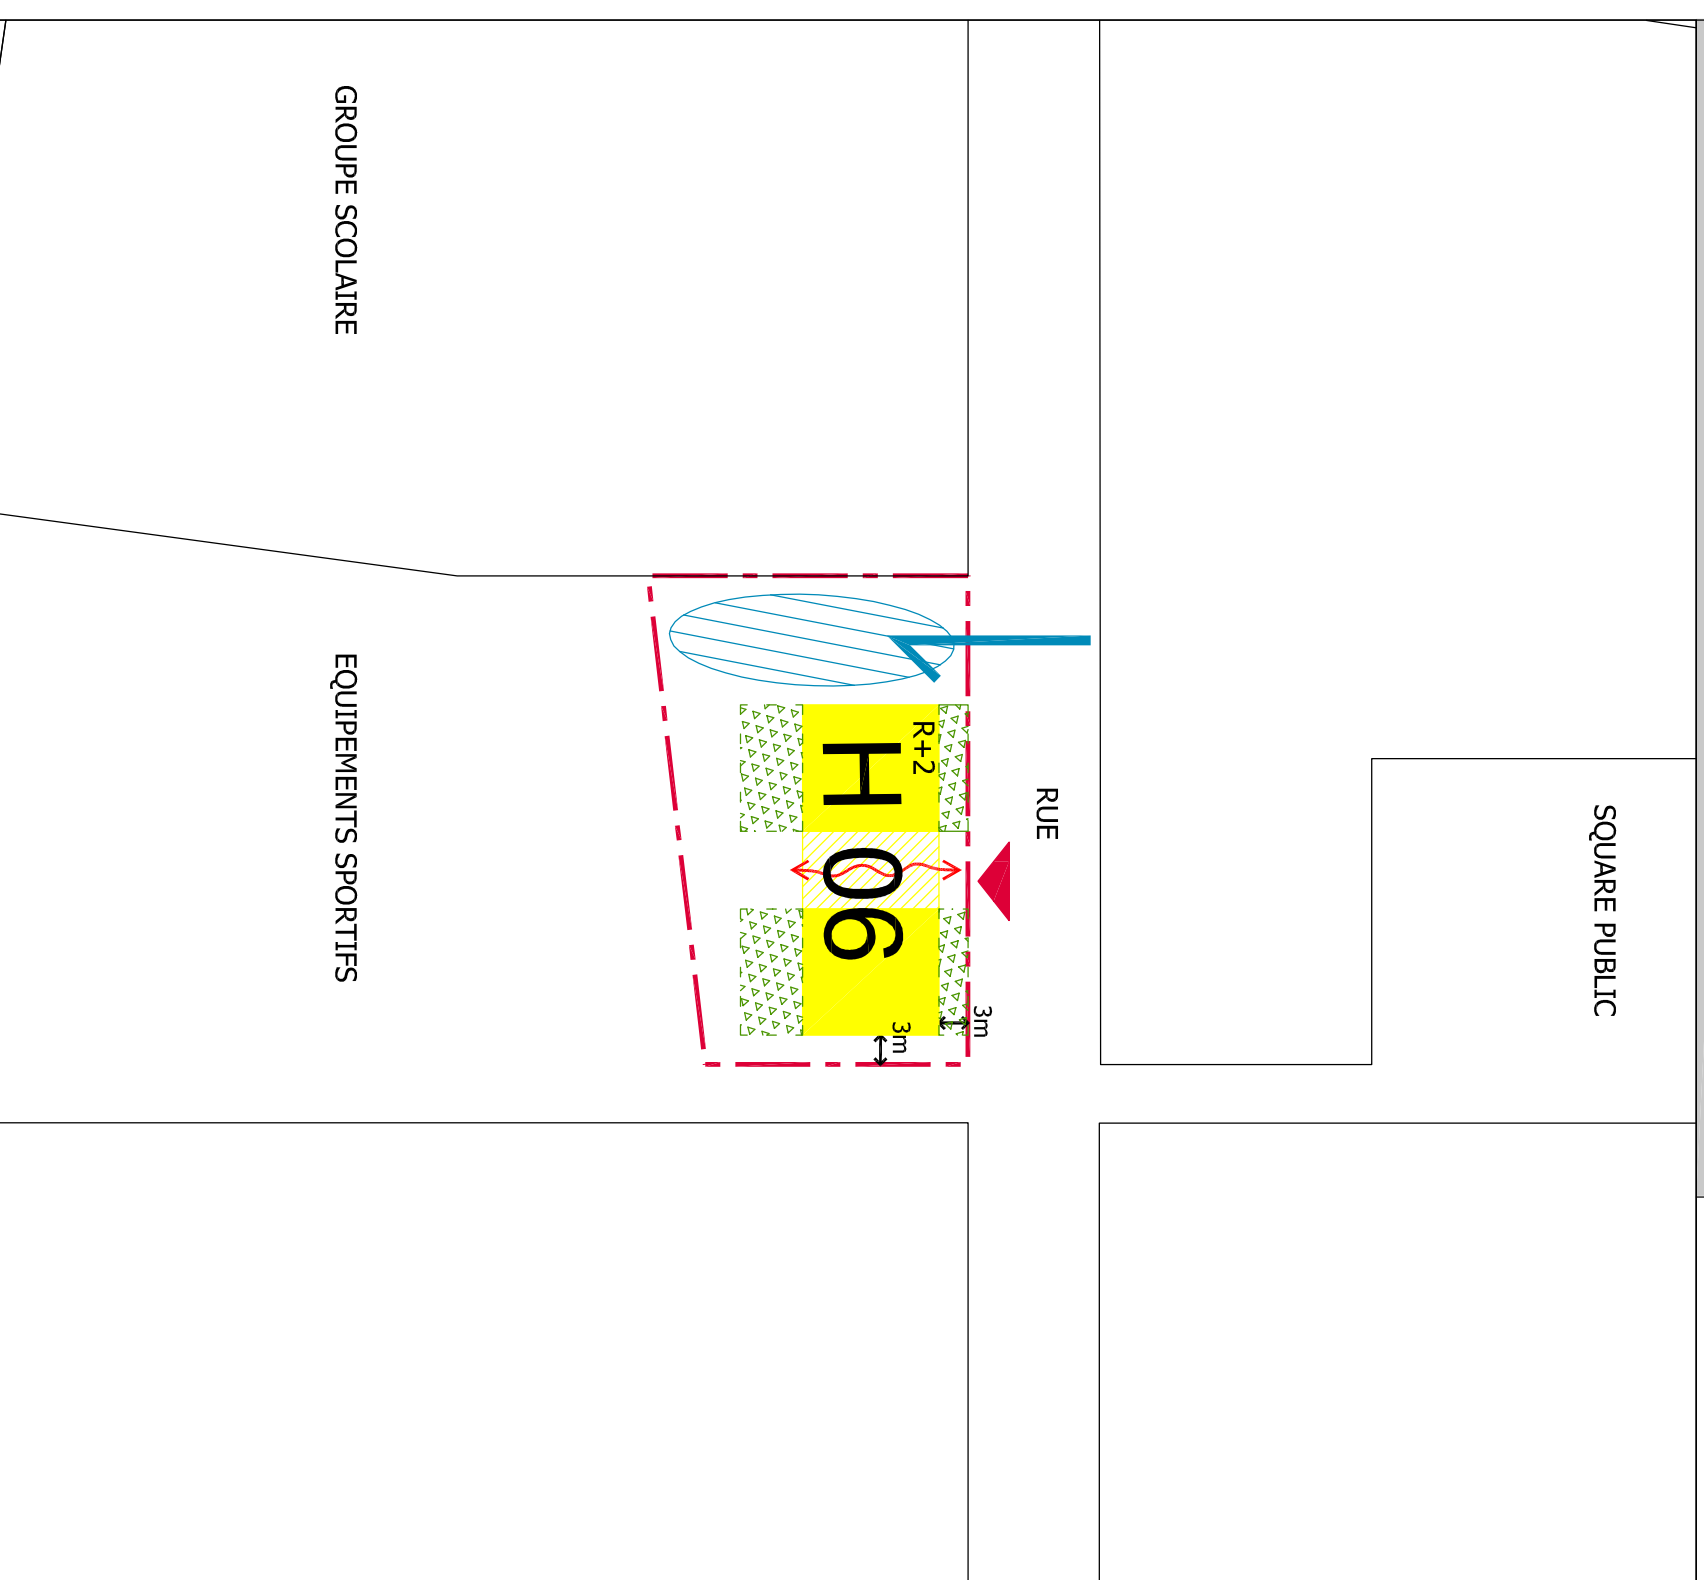 GROUPE SCOLAIRE
EQUIPEMENTS SPORTIFS
R+2
H 06
3m
3m
RUE
SQUARE PUBLIC